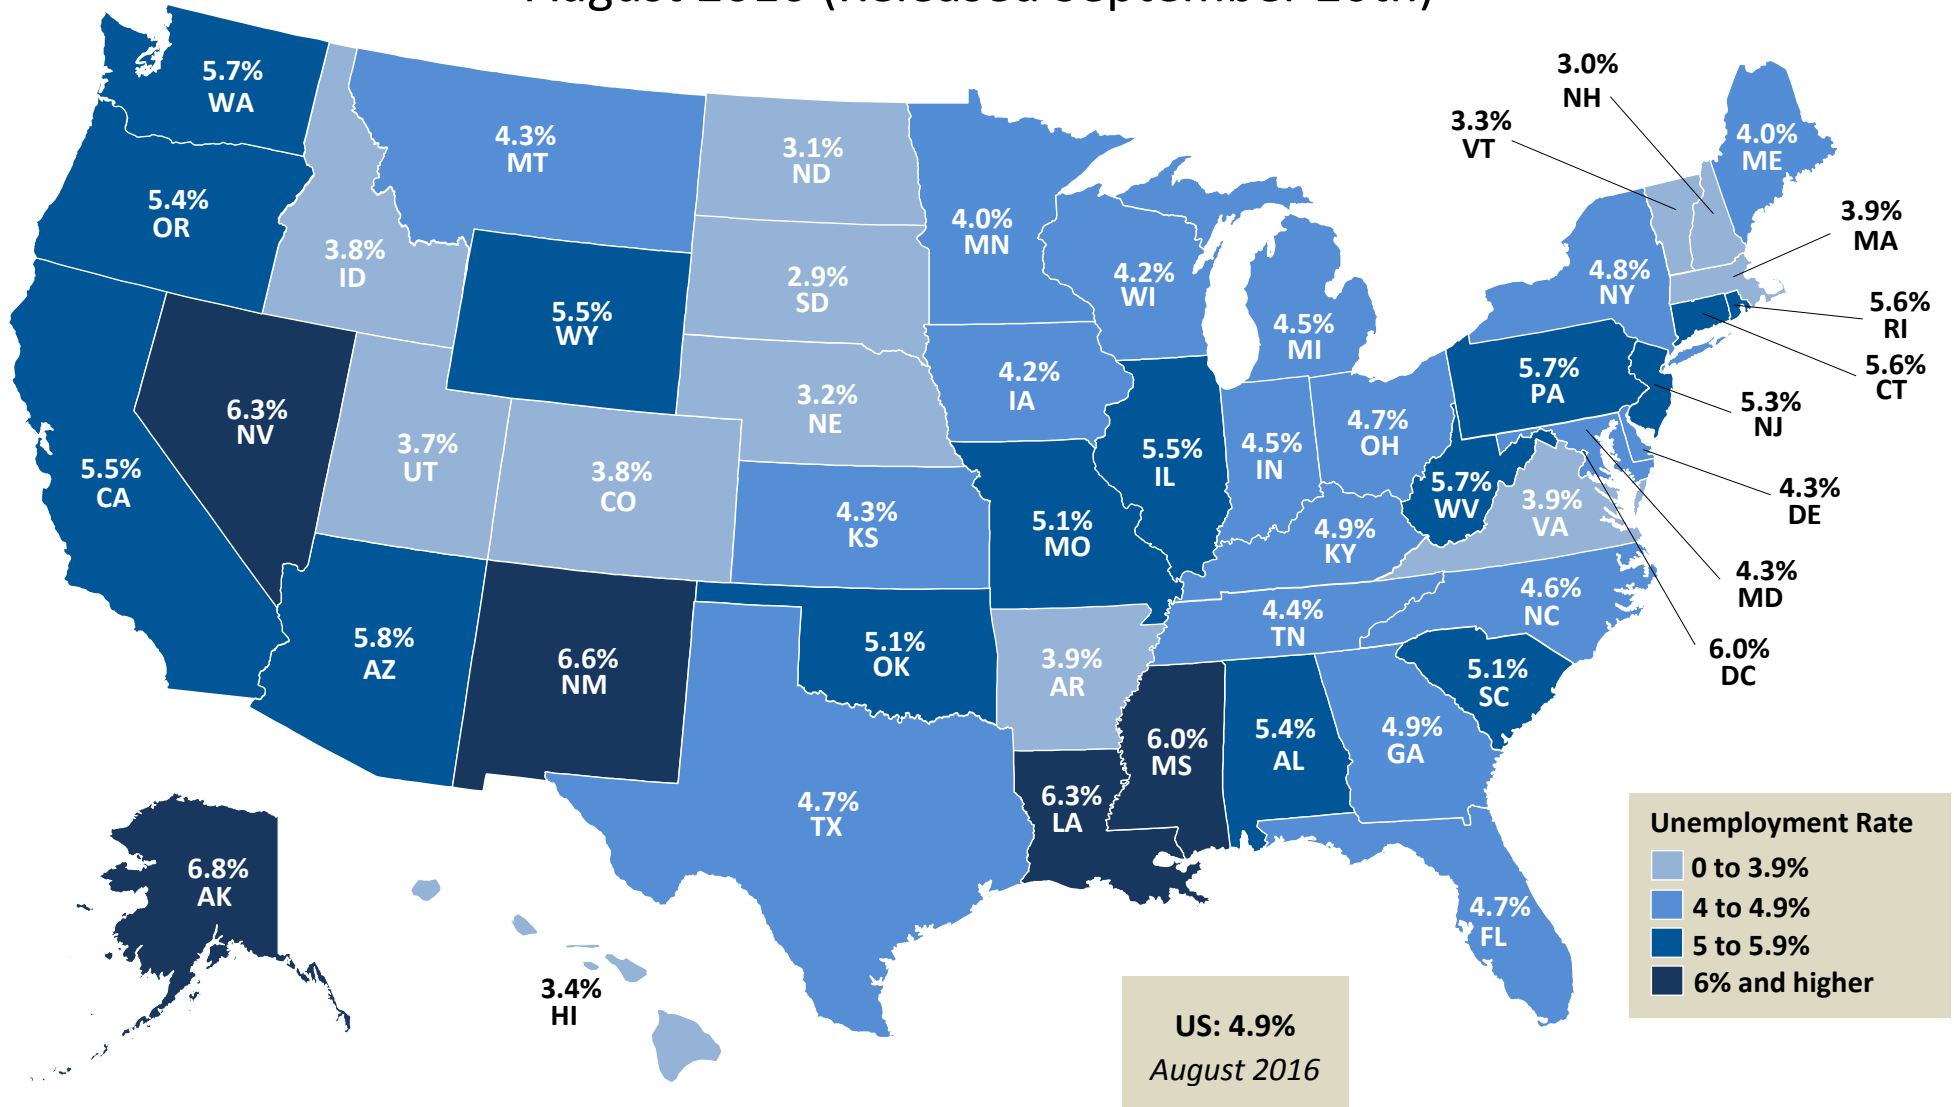 August 2016 (Released September 20th)
5.7%
WA
5.4%
OR
3.8%
ID
4.3%
MT
3.1%
ND
2.9%
SD
5.5%
WY
3.2%
NE
4.0%
MN
4.2%
WI
4.5%
MI
4.2%
IA
6.3%
NV
5.5%
CA
3.7%
UT
3.8%
CO
4.3%
KS
5.1%
MO
5.5%
IL
4.5%
IN
4.7%
OH
4.9%
KY
5.7%
WV
3.9%
VA
5.7%
PA
4.8%
NY
3.3%
VT
3.0%
NH
4.0%
ME
3.9%
MA
5.6%
RI
5.6%
CT
5.3%
NJ
4.3%
DE
4.3%
MD
6.0%
DC
4.6%
NC
4.4%
TN
5.1%
SC
4.9%
GA
5.4%
AL
6.0%
MS
6.3%
LA
3.9%
AR
5.1%
OK
4.7%
TX
6.6%
NM
5.8%
AZ
4.7%
FL
6.8%
AK
3.4%
HI
US: 4.9%
August 2016
Unemployment Rate
0 to 3.9%
4 to 4.9%
5 to 5.9%
6% and higher